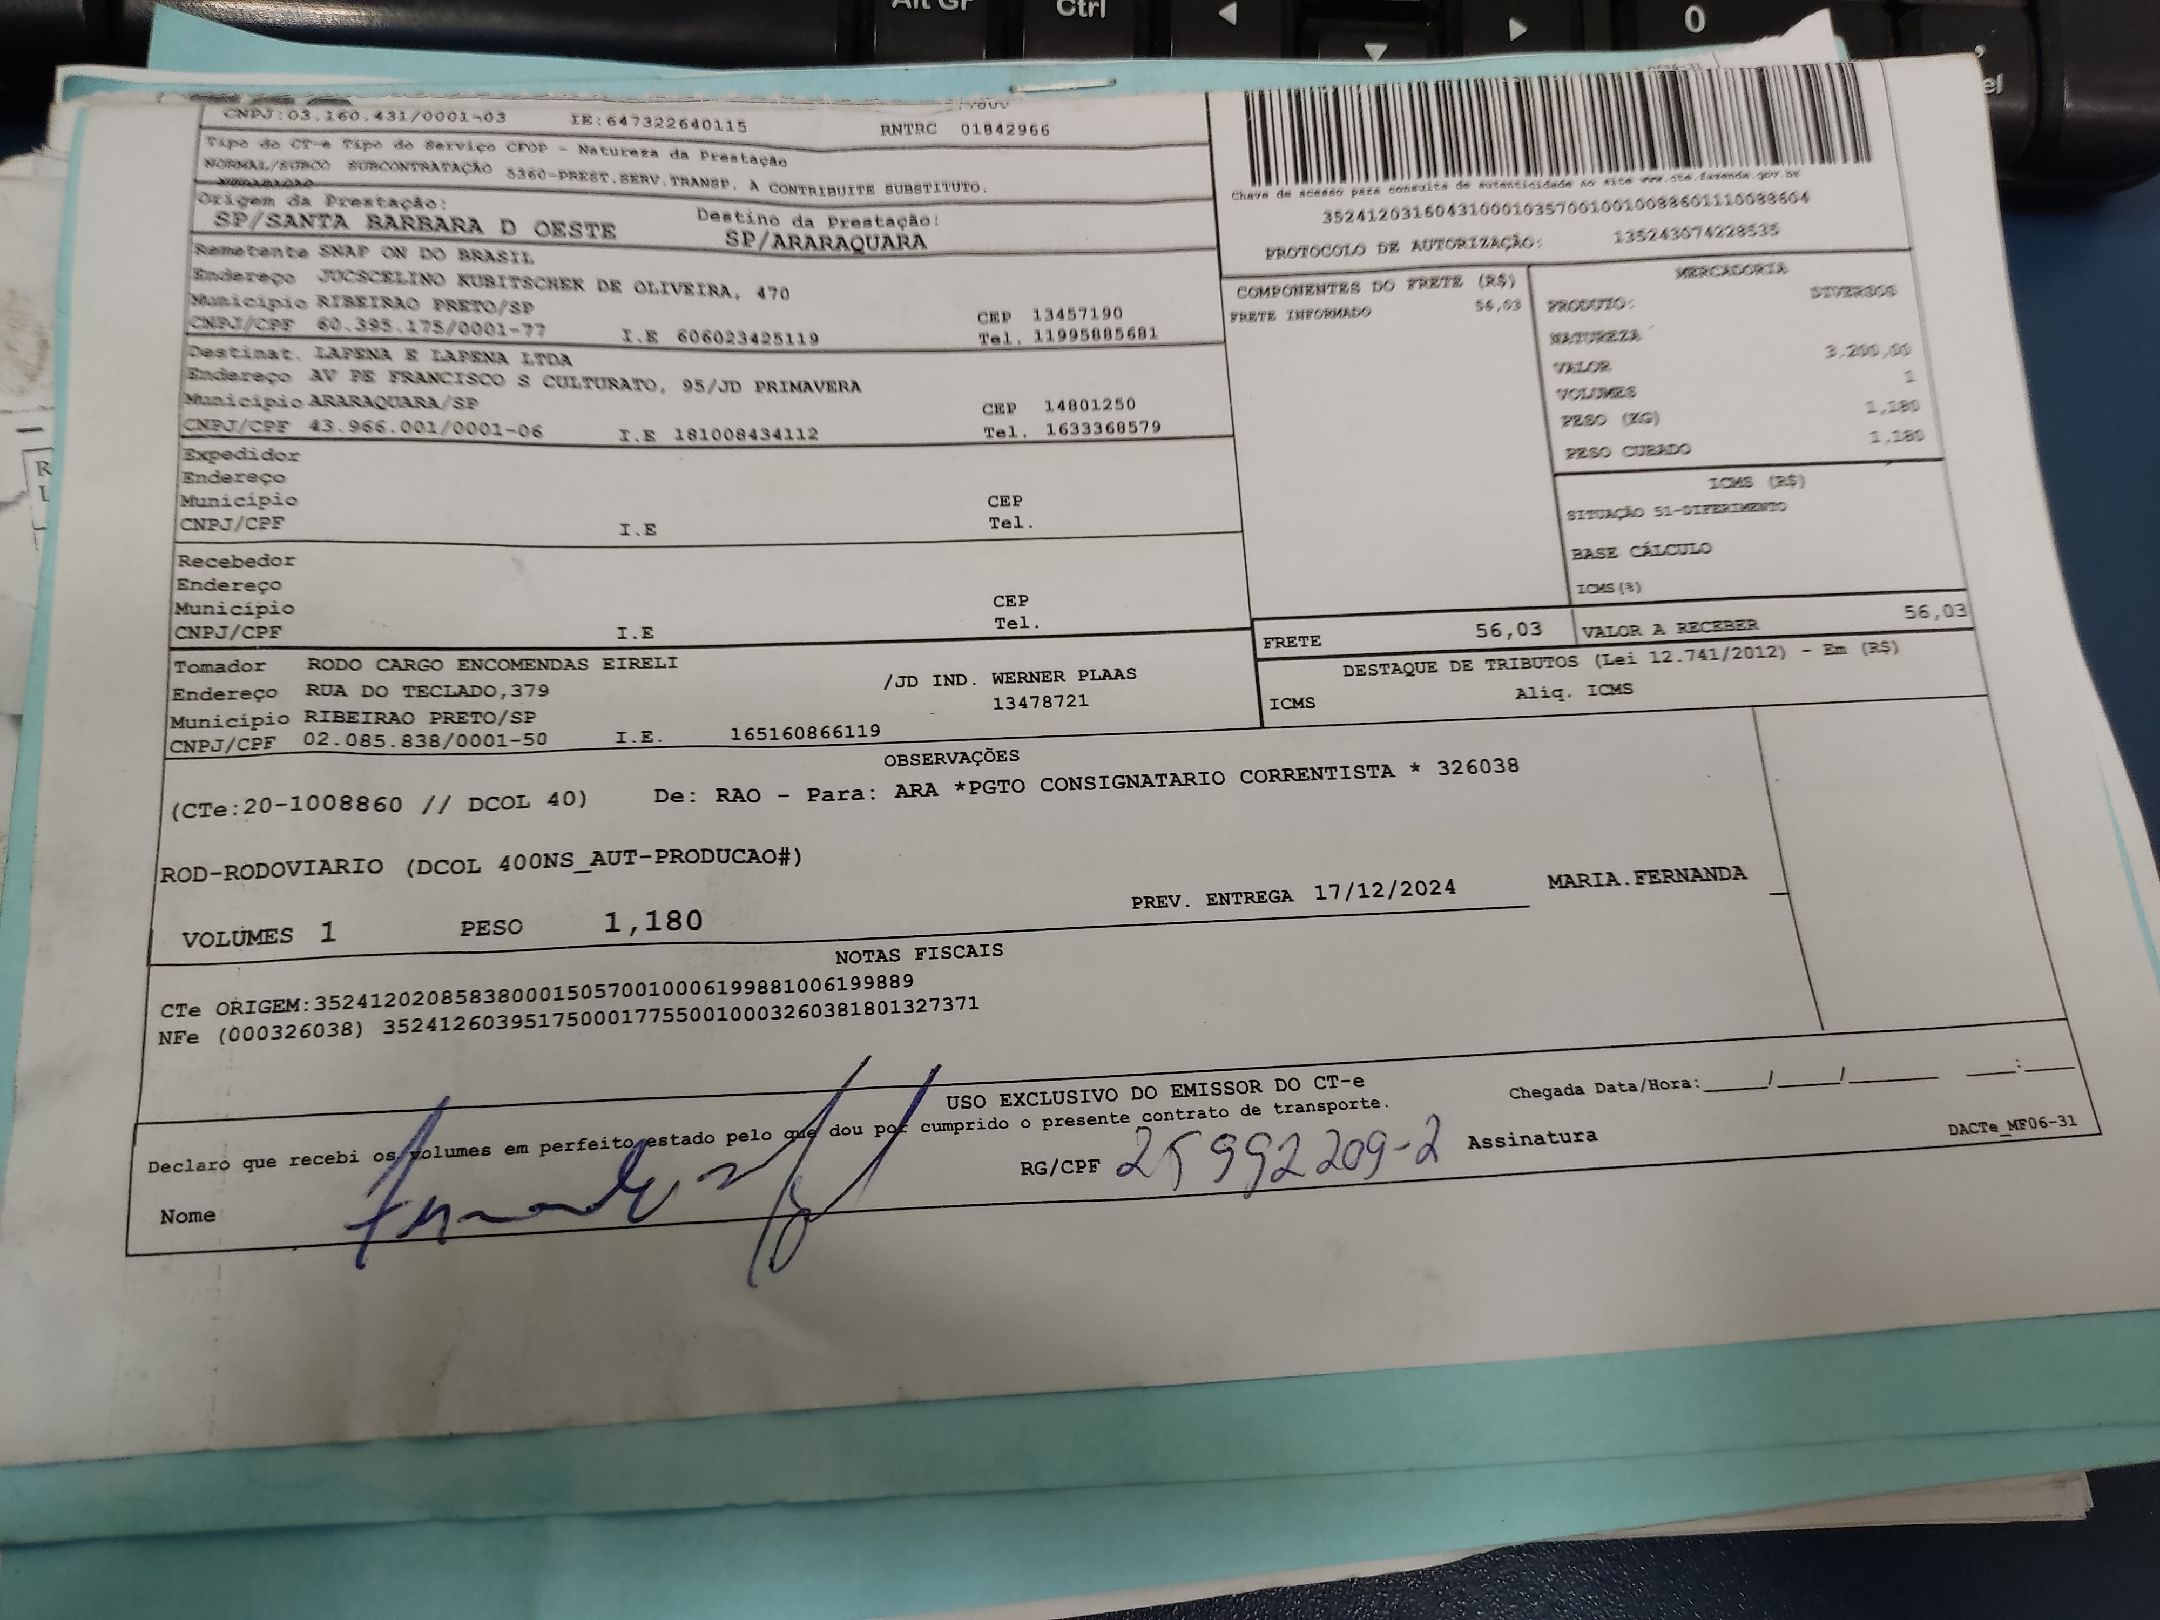 Alt Gr
Ctrl
0
CNPJ:03.160.431/0001-03 IE:647322640115 RNTRC 01842966
Tipo do CT-e Tipo do Serviço CFOP - Natureza da Prestação
NORMAL/SUBCO SUBCONTRATAÇÃO 5360-PREST.SERV.TRANSP. A CONTRIBUITE SUBSTITUTO.
Origem da Prestação: Destino da Prestação:
SP/SANTA BARBARA D OESTE SP/ARARAQUARA
Remetente SNAP ON DO BRASIL
Endereço JUCSCELINO KUBITSCHEK DE OLIVEIRA, 470
Município RIBEIRAO PRETO/SP CEP 13457190
CNPJ/CPF 60.395.175/0001-77 I.E 606023425119 Tel. 11995885681
Destinat. LAPENA E LAPENA LTDA
Endereço AV PE FRANCISCO S CULTURATO, 95/JD PRIMAVERA
Município ARARAQUARA/SP CEP 14801250
CNPJ/CPF 43.966.001/0001-06 I.E 181008434112 Tel. 1633368579
Expedidor
Endereço
Município CEP
CNPJ/CPF I.E Tel.
Recebedor
Endereço
Município CEP
CNPJ/CPF I.E Tel.
Tomador RODO CARGO ENCOMENDAS EIRELI
Endereço RUA DO TECLADO,379 /JD IND. WERNER PLAAS
Município RIBEIRAO PRETO/SP 13478721
CNPJ/CPF 02.085.838/0001-50 I.E. 165160866119
Chave de acesso para consulta de autenticidade no site www.cte.fazenda.gov.br
35241203160431000103570010010088601110088604
PROTOCOLO DE AUTORIZAÇÃO: 135243074228535
COMPONENTES DO FRETE (R$)
FRETE INFORMADO 56,03
MERCADORIA
PRODUTO: DIVERSOS
NATUREZA
VALOR 3.200,00
VOLUMES 1
PESO (KG) 1,180
PESO CUBADO 1,180
ICMS (R$)
SITUAÇÃO 51-DIFERIMENTO
BASE CÁLCULO
ICMS(%)
FRETE 56,03 VALOR A RECEBER 56,03
DESTAQUE DE TRIBUTOS (Lei 12.741/2012) - Em (R$)
ICMS Aliq. ICMS
OBSERVAÇÕES
(CTe:20-1008860 // DCOL 40) De: RAO - Para: ARA *PGTO CONSIGNATARIO CORRENTISTA * 326038
ROD-RODOVIARIO (DCOL 400NS_AUT-PRODUCAO#)
VOLUMES 1 PESO 1,180 PREV. ENTREGA 17/12/2024 MARIA.FERNANDA
NOTAS FISCAIS
CTe ORIGEM:35241202085838000150570010006199881006199889
NFe (000326038) 35241260395175000177550010003260381801327371
USO EXCLUSIVO DO EMISSOR DO CT-e
Declaro que recebi os volumes em perfeito estado pelo que dou por cumprido o presente contrato de transporte.
Chegada Data/Hora:_____/_____/_______ ____:____
Nome RG/CPF 25992209-2 Assinatura
DACTe_MF06-31